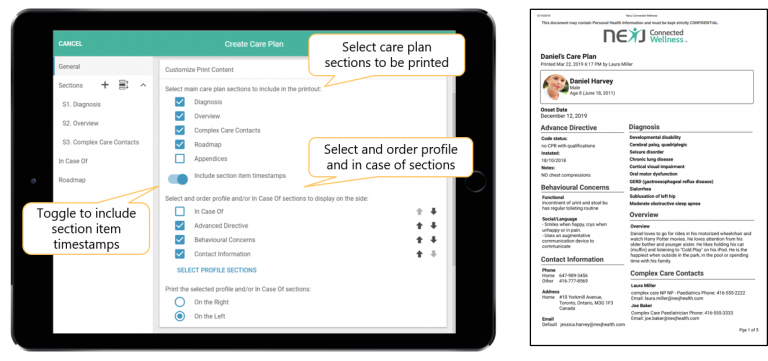 CANCEL
Create Care Plan
General
Sections
S1. Diagnosis
S2. Overview
S3. Complex Care Contacts
In Case Of
Roadmap
Customize Print Content
Select main care plan sections to include in the printout:
Diagnosis
Overview
Complex Care Contacts
Roadmap
Appendices
Include section item timestamps
Select and order profile and/or In Case Of sections to display on the side:
In Case Of
Advanced Directive
Behavioural Concerns
Contact Information
SELECT PROFILE SECTIONS
Print the selected profile and/or In Case Of sections:
On the Right
On the Left
Select care plan
sections to be printed
Select and order profile
and in case of sections
Toggle to include
section item
timestamps
This document may contain Personal Health Information and must be kept strictly CONFIDENTIAL.
NEXJ Connected
Wellness™
Daniel's Care Plan
Printed Mar 22, 2019 6:17 PM by Laura Miller
Daniel Harvey
Male
Age 8 (June 18, 2011)
Onset Date
December 12, 2019
Advance Directive
Code status:
no CPR with qualifications
Instated:
18/10/2018
Notes:
NO chest compressions
Behavioural Concerns
Functional
Incontinent of urint and stool bu
has regular toileting routine
Social/Language
- Smiles when happy, crys when
unhappy or in pain.
- Uses an augmentative
communication device to
communicate
Contact Information
Phone
Home 647-989-3456
Other 416-777-8569
Address
Home #10 Yorkmill Avenue,
Toronto, Ontario, M3G 1F3
Canada
Email
Default jessica.harvey@nexjhealth.com
Diagnosis
Developmental disability
Cerebral palsy, quadriplegic
Seizure disorder
Chronic lung disease
Cortical visual impairment
Oral motor dysfunction
GERD (gastroesophageal reflux disease)
Sialorrhea
Subluxation of left hip
Moderate obstructive sleep apnea
Overview
Overview
Daniel loves to go for rides in his motorized wheelchair and
watch Harry Potter movies. He loves attention from his
older bother and younger sister. He likes holding his cat
(muffin) and listening to "Cold Play" on his iPod. He is the
happiest when outside in the park, in the pool or spending
time with his family.
Complex Care Contacts
Laura Miller
complex care NP NP - Paediatrics Phone: 416-555-2222
Email: laura.miller@nexjhealth.com
Joe Baker
Complex Care Paediatrician Phone: 416-555-3333
Email: joe.baker@nexjhealth.com
Pge 1 of 5